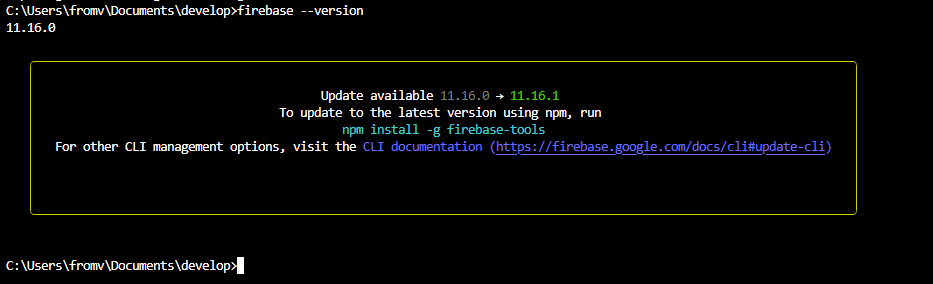 C:\Users\fromv\Documents\develop>firebase --version
11.16.0
Update available 11.16.0 → 11.16.1
To update to the latest version using npm, run
npm install -g firebase-tools
For other CLI management options, visit the CLI documentation (https://firebase.google.com/docs/cli#update-cli)
C:\Users\fromv\Documents\develop>